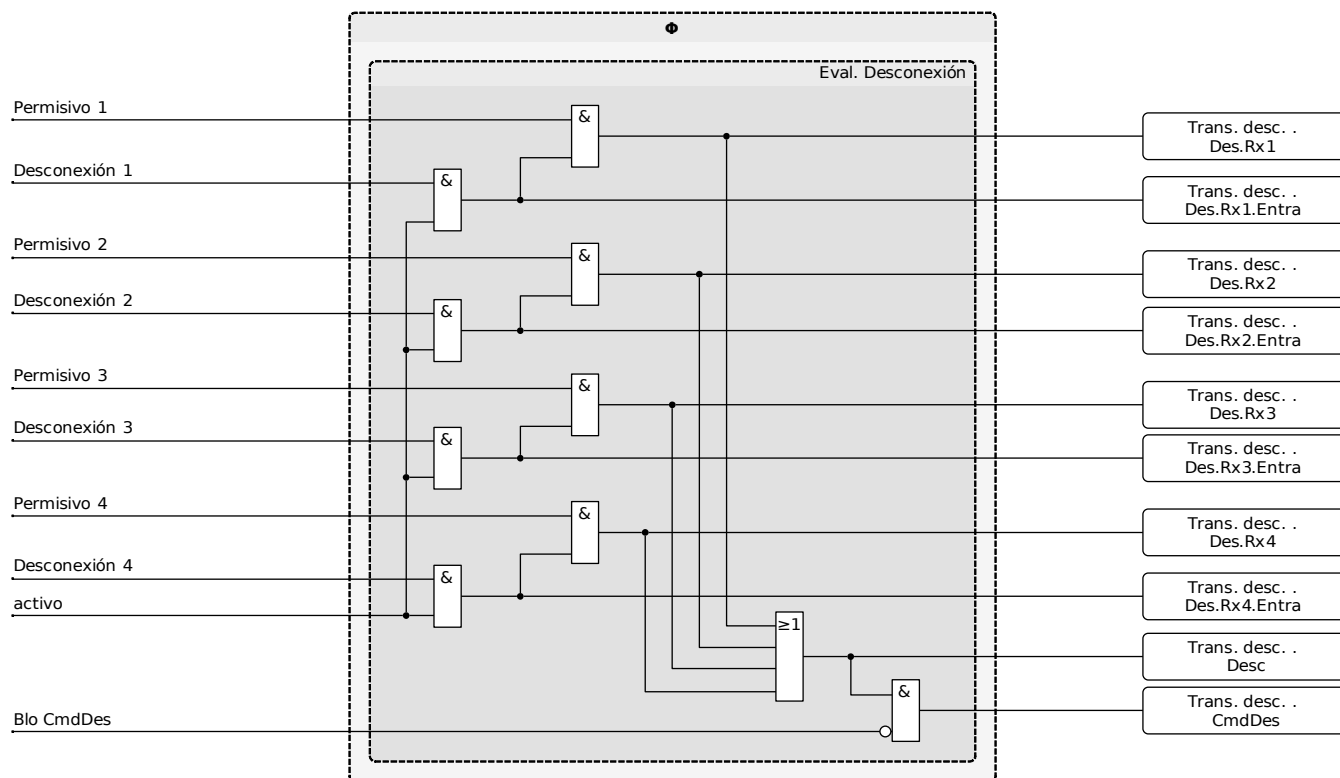 Φ
Eval. Desconexión
Permisivo 1
&
Trans. desc. .
Des.Rx1
Desconexión 1
&
Trans. desc. .
Des.Rx1.Entra
Permisivo 2
&
Trans. desc. .
Des.Rx2
Desconexión 2
&
Trans. desc. .
Des.Rx2.Entra
Permisivo 3
&
Trans. desc. .
Des.Rx3
Desconexión 3
&
Trans. desc. .
Des.Rx3.Entra
Permisivo 4
&
Trans. desc. .
Des.Rx4
Desconexión 4
&
Trans. desc. .
Des.Rx4.Entra
activo
≥1
Trans. desc. .
Desc
&
Trans. desc. .
CmdDes
Blo CmdDes